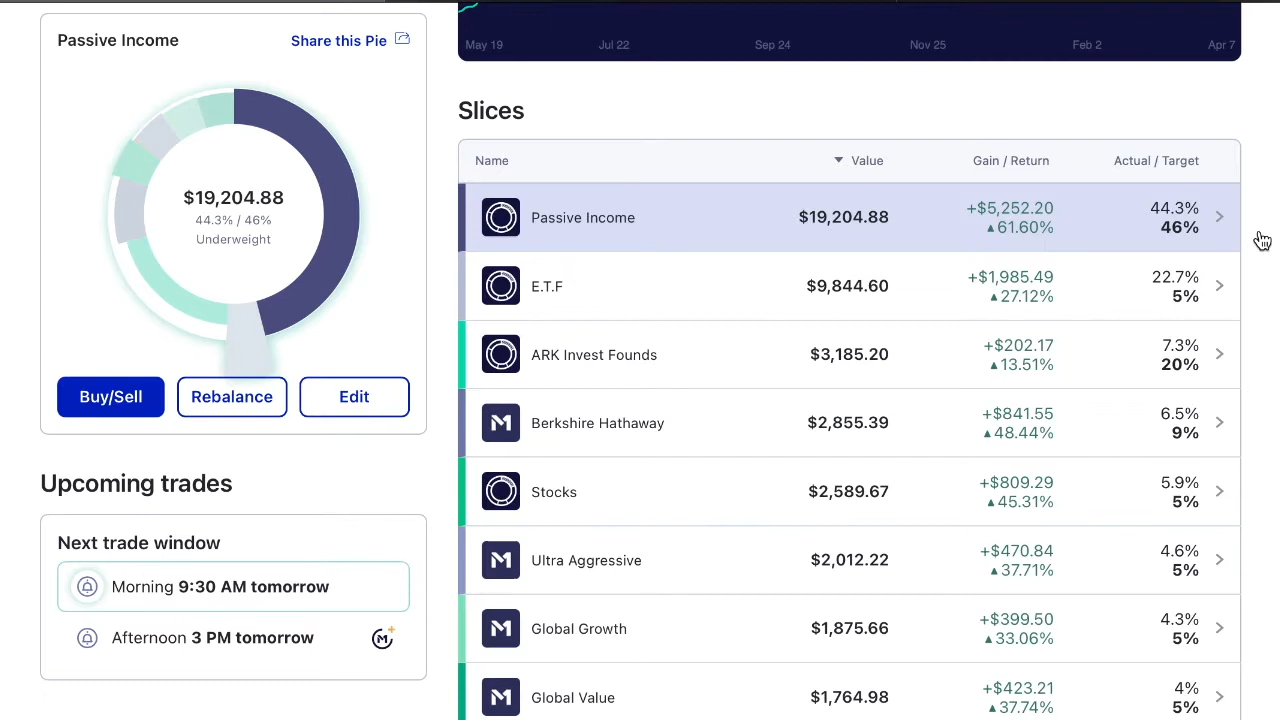 Passive Income
Share this Pie
$19,204.88
44.3% / 46%
Underweight
Buy/Sell
Rebalance
Edit
Upcoming trades
Next trade window
Morning 9:30 AM tomorrow
Afternoon 3 PM tomorrow
May 19 Jul 22 Sep 24 Nov 25 Feb 2 Apr 7
Slices
Name Value Gain / Return Actual / Target
Passive Income $19,204.88 +$5,252.20 44.3%
▲61.60% 46%
E.T.F $9,844.60 +$1,985.49 22.7%
▲27.12% 5%
ARK Invest Founds $3,185.20 +$202.17 7.3%
▲13.51% 20%
Berkshire Hathaway $2,855.39 +$841.55 6.5%
▲48.44% 9%
Stocks $2,589.67 +$809.29 5.9%
▲45.31% 5%
Ultra Aggressive $2,012.22 +$470.84 4.6%
▲37.71% 5%
Global Growth $1,875.66 +$399.50 4.3%
▲33.06% 5%
Global Value $1,764.98 +$423.21 4%
▲37.74% 5%